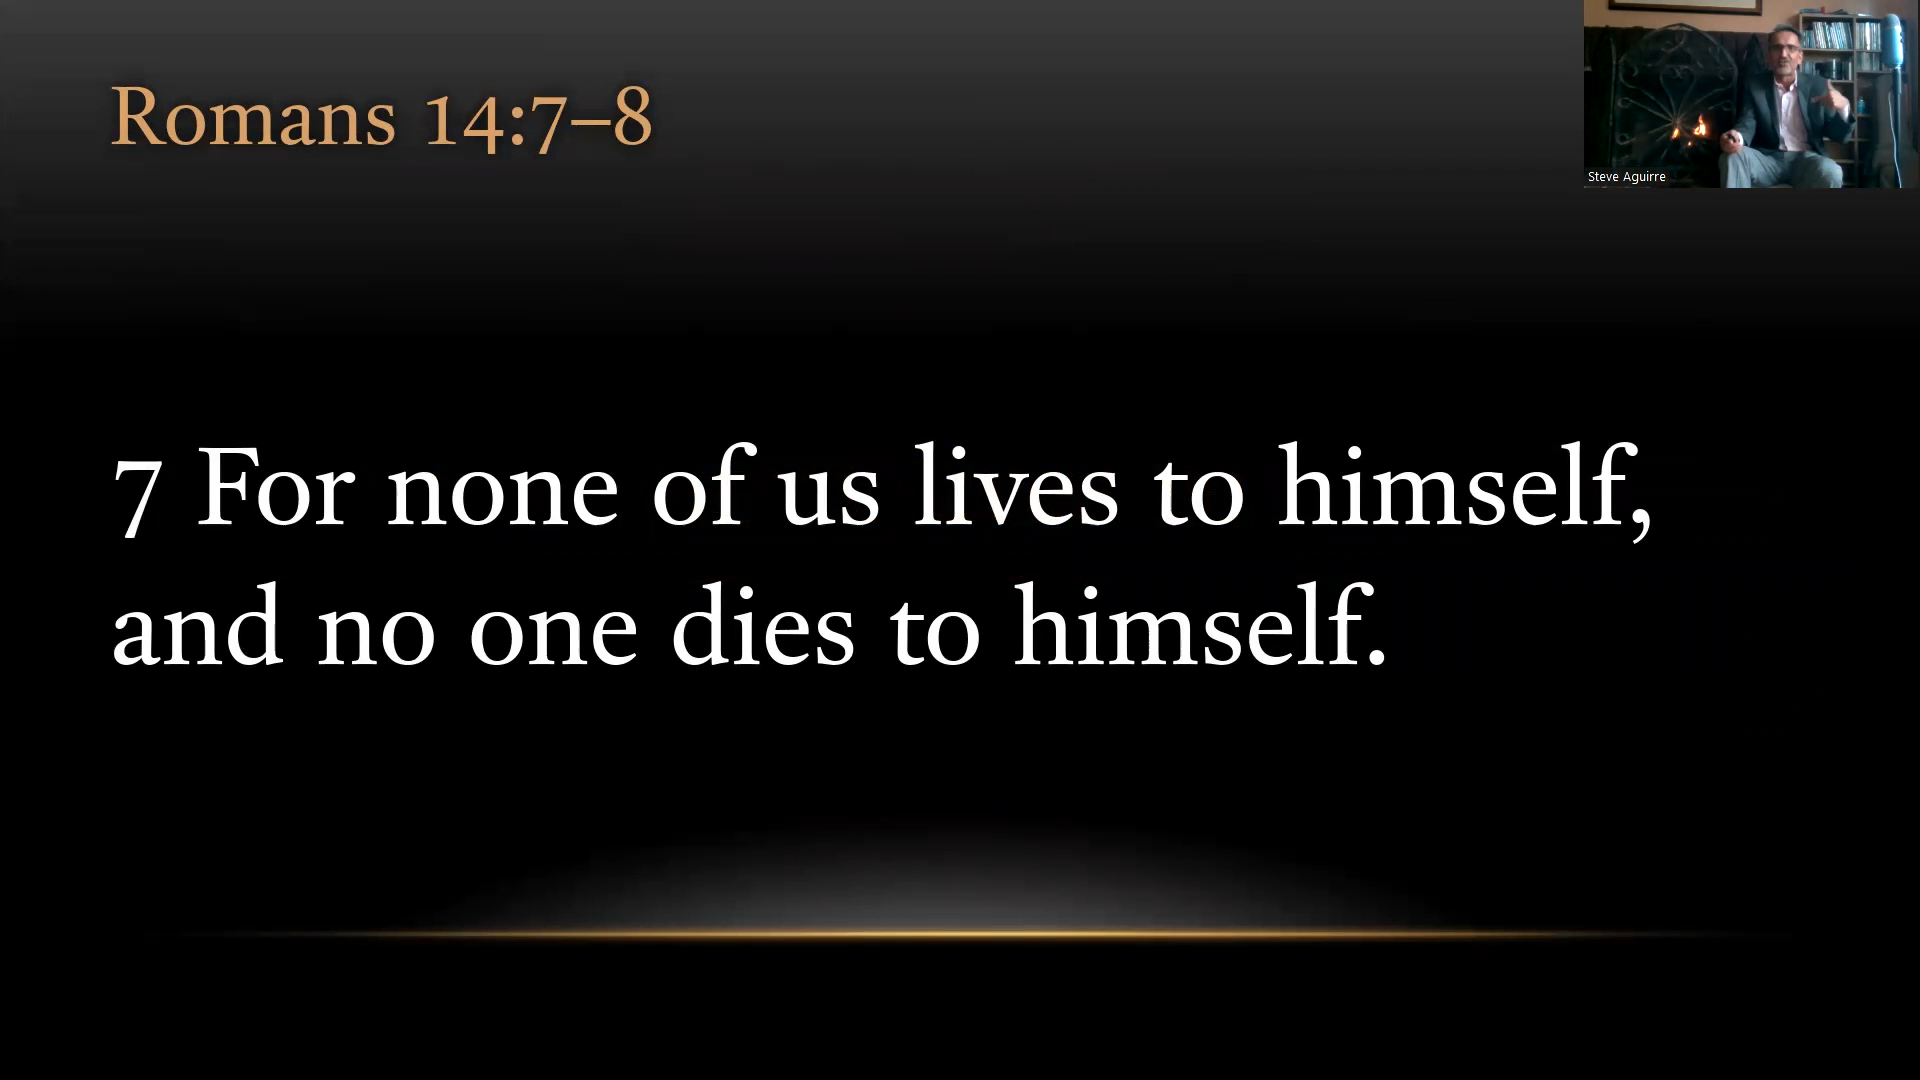 Romans 14:7–8
Steve Aguirre
7 For none of us lives to himself,
and no one dies to himself.